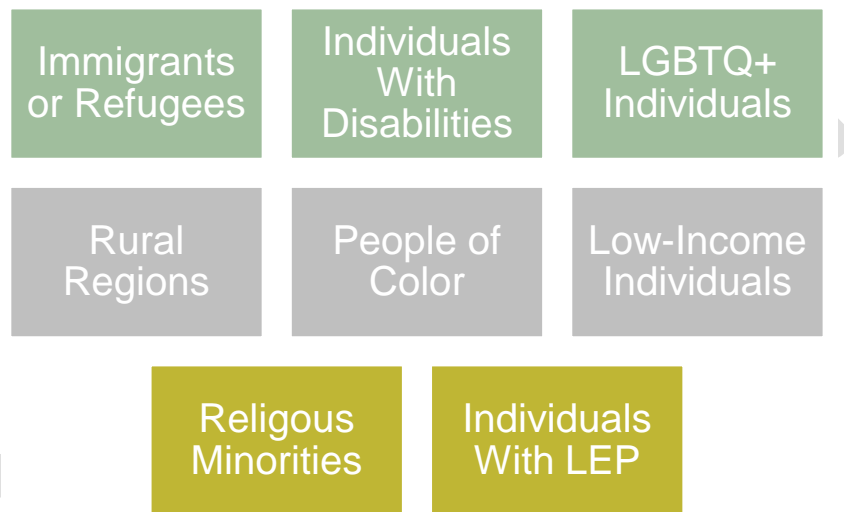 Immigrants
or Refugees
Individuals
With
Disabilities
LGBTQ+
Individuals
Rural
Regions
People of
Color
Low-Income
Individuals
Religous
Minorities
Individuals
With LEP